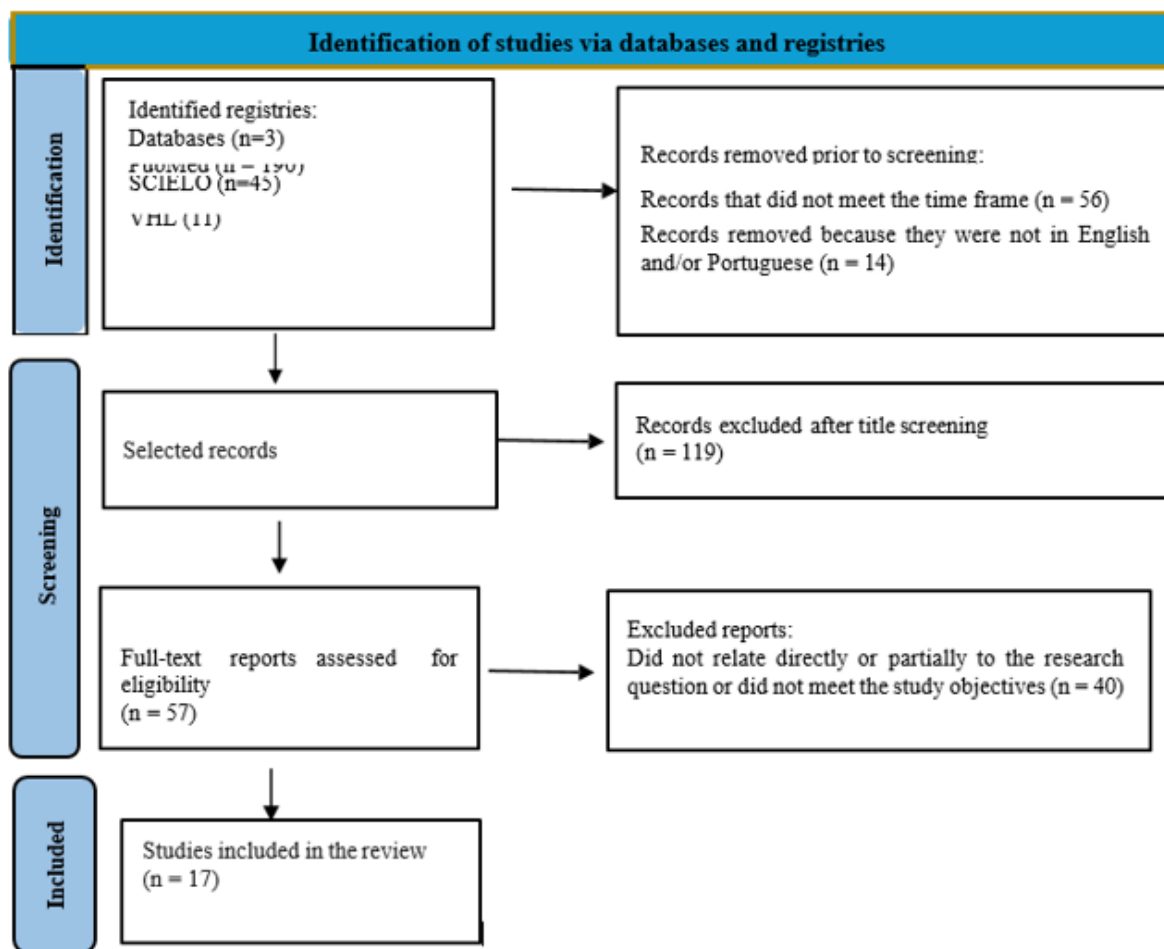 Identification of studies via databases and registries
Identification
Identified registries:
Databases (n=3)
PubMed (n = 190)
SCIELO (n=45)
VHL (11)
Records removed prior to screening:
Records that did not meet the time frame (n = 56)
Records removed because they were not in English
and/or Portuguese (n = 14)
Screening
Selected records
Records excluded after title screening
(n = 119)
Full-text reports assessed for
eligibility
(n = 57)
Excluded reports:
Did not relate directly or partially to the research
question or did not meet the study objectives (n = 40)
Included
Studies included in the review
(n = 17)